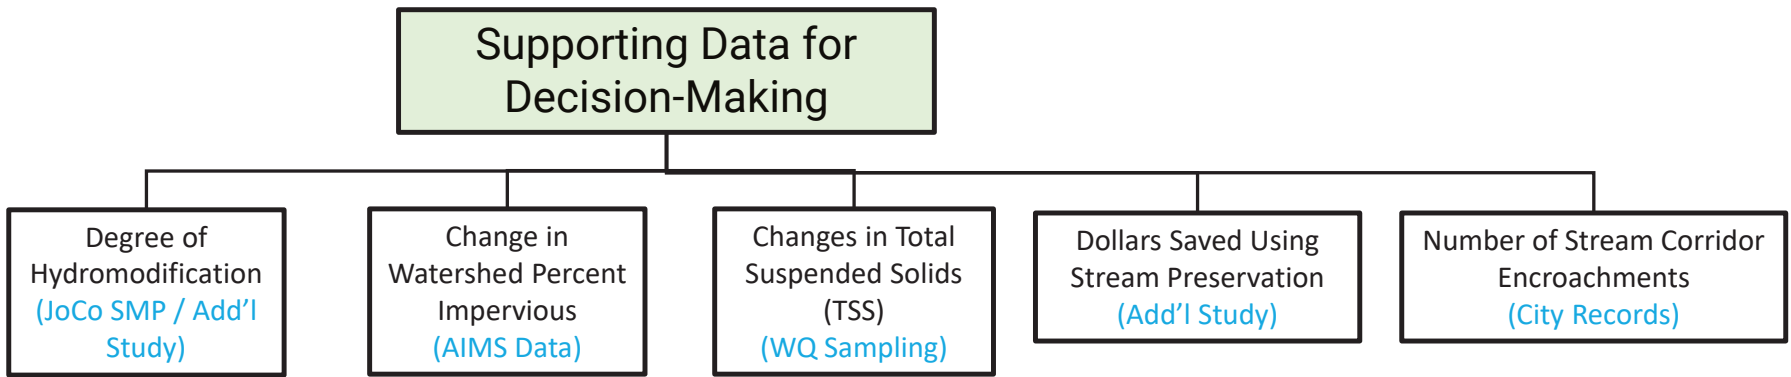 Supporting Data for
Decision-Making
Degree of
Hydromodification
(JoCo SMP / Add’l
Study)
Change in
Watershed Percent
Impervious
(AIMS Data)
Changes in Total
Suspended Solids
(TSS)
(WQ Sampling)
Dollars Saved Using
Stream Preservation
(Add’l Study)
Number of Stream Corridor
Encroachments
(City Records)